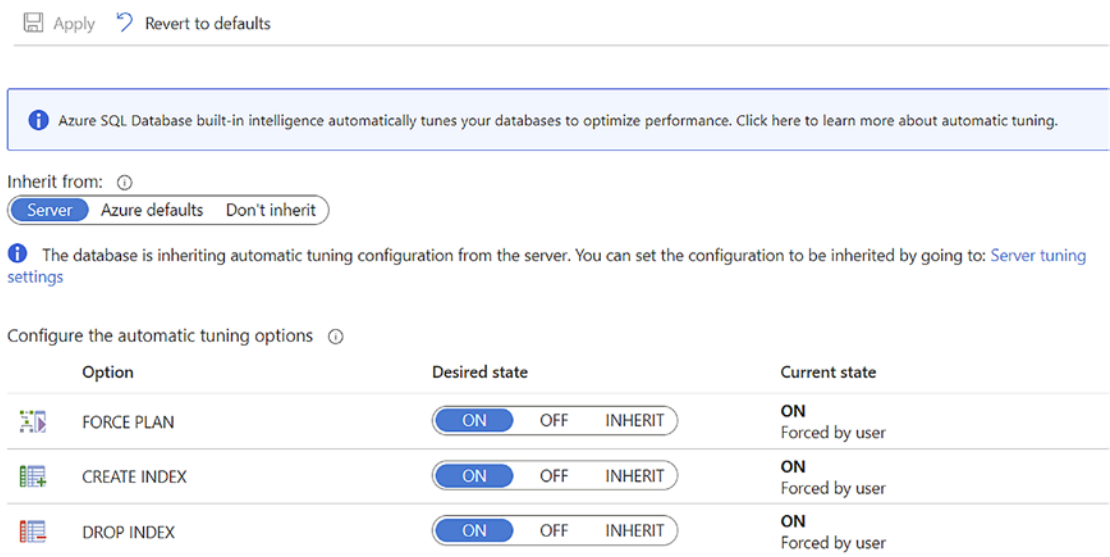 Apply Revert to defaults
Azure SQL Database built-in intelligence automatically tunes your databases to optimize performance. Click here to learn more about automatic tuning.
Inherit from:
Server Azure defaults Don't inherit
The database is inheriting automatic tuning configuration from the server. You can set the configuration to be inherited by going to: Server tuning
settings
Configure the automatic tuning options
Option Desired state Current state
FORCE PLAN ON OFF INHERIT ON
Forced by user
CREATE INDEX ON OFF INHERIT ON
Forced by user
DROP INDEX ON OFF INHERIT ON
Forced by user